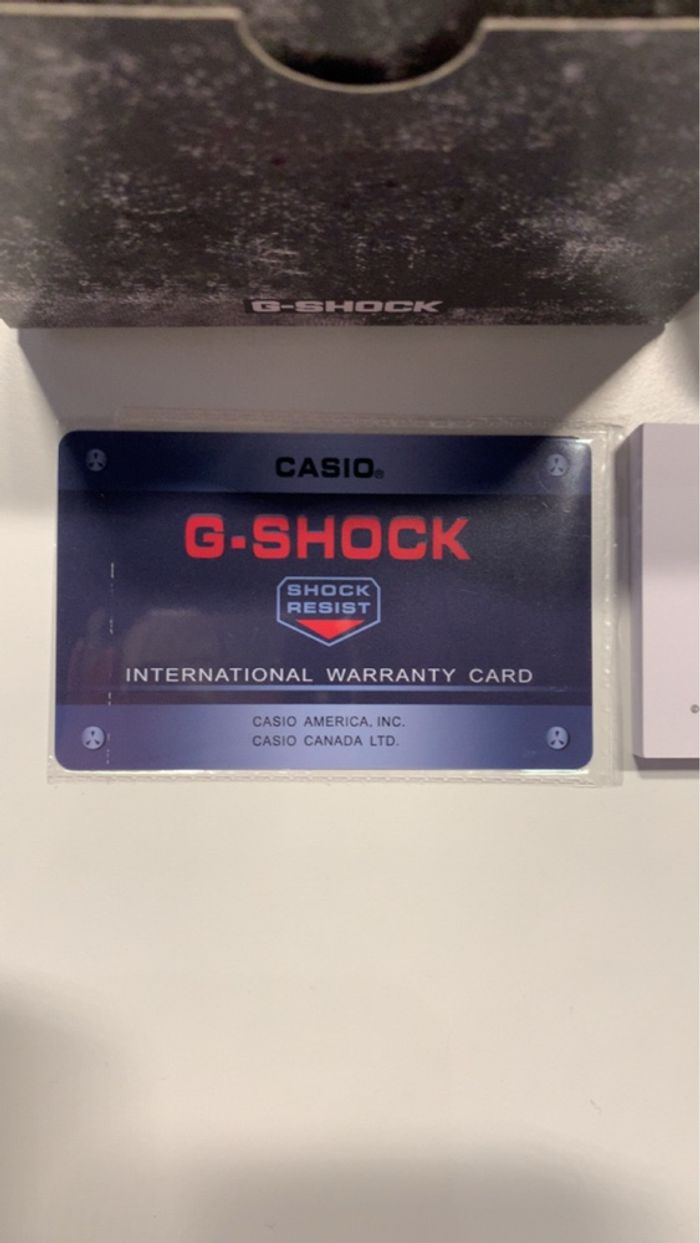 G-SHOCK
CASIO®
G-SHOCK
SHOCK
RESIST
INTERNATIONAL WARRANTY CARD
CASIO AMERICA, INC.
CASIO CANADA LTD.
©